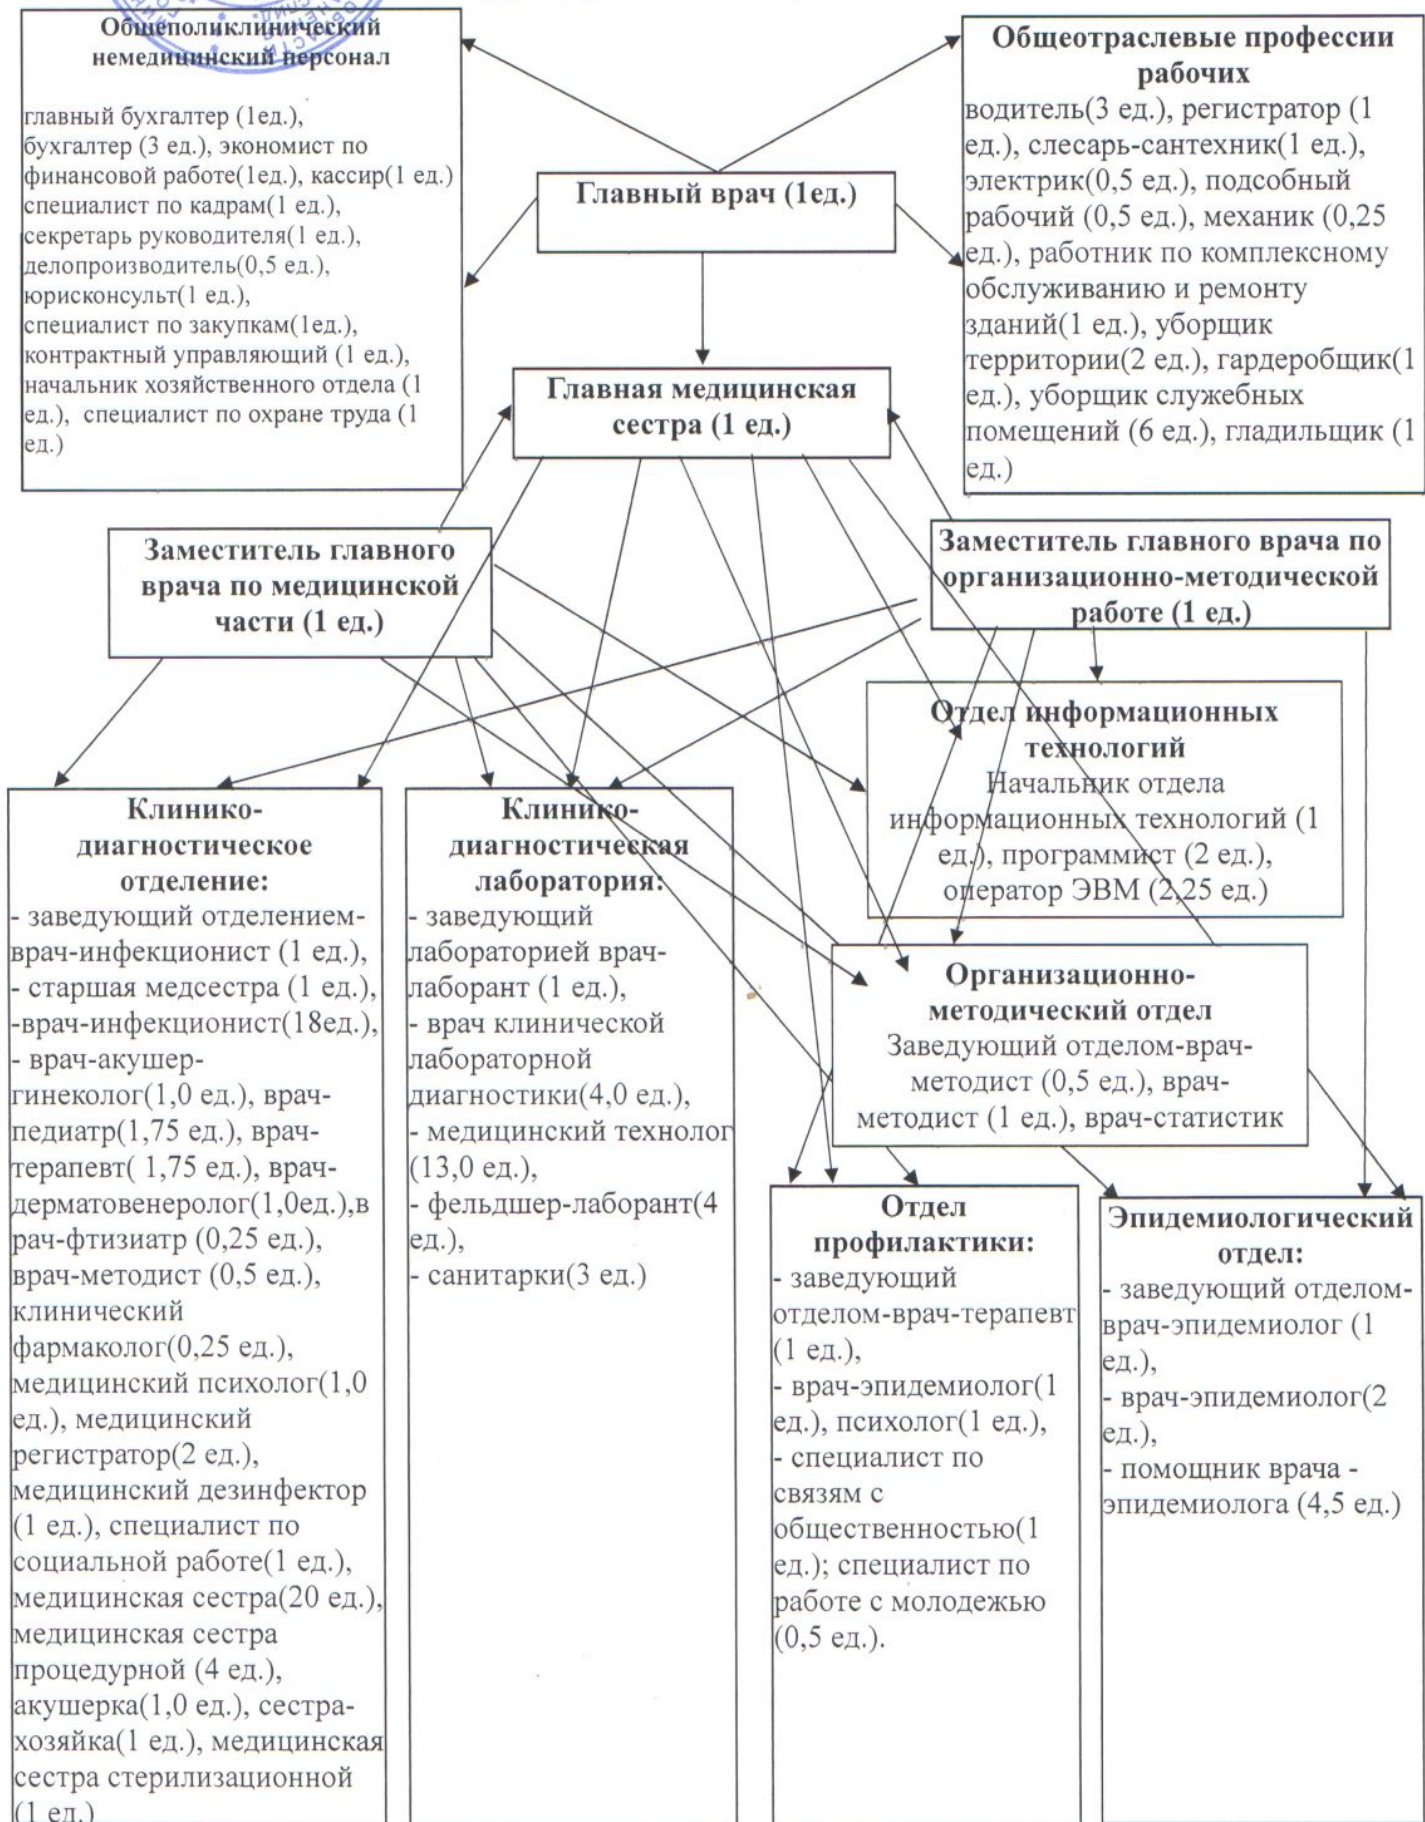 Общеполиклинический
немедицинский персонал
главный бухгалтер (1ед.),
бухгалтер (3 ед.), экономист по
финансовой работе(1ед.), кассир(1 ед.)
специалист по кадрам(1 ед.),
секретарь руководителя(1 ед.),
делопроизводитель(0,5 ед.),
юрисконсульт(1 ед.),
специалист по закупкам(1ед.),
контрактный управляющий (1 ед.),
начальник хозяйственного отдела (1
ед.), специалист по охране труда (1
ед.)
Общеотраслевые профессии
рабочих
водитель(3 ед.), регистратор (1
ед.), слесарь-сантехник(1 ед.),
электрик(0,5 ед.), подсобный
рабочий (0,5 ед.), механик (0,25
ед.), работник по комплексному
обслуживанию и ремонту
зданий(1 ед.), уборщик
территории(2 ед.), гардеробщик(1
ед.), уборщик служебных
помещений (6 ед.), гладильщик (1
ед.)
Главный врач (1ед.)
Главная медицинская
сестра (1 ед.)
Заместитель главного
врача по медицинской
части (1 ед.)
Заместитель главного врача по
организационно-методической
работе (1 ед.)
Отдел информационных
технологий
Начальник отдела
информационных технологий (1
ед.), программист (2 ед.),
оператор ЭВМ (2,25 ед.)
Клинико-
диагностическое
отделение:
- заведующий отделением-
врач-инфекционист (1 ед.),
- старшая медсестра (1 ед.),
-врач-инфекционист(18ед.),
- врач-акушер-
гинеколог(1,0 ед.), врач-
педиатр(1,75 ед.), врач-
терапевт( 1,75 ед.), врач-
дерматовенеролог(1,0ед.),в
рач-фтизиатр (0,25 ед.),
врач-методист (0,5 ед.),
клинический
фармаколог(0,25 ед.),
медицинский психолог(1,0
ед.), медицинский
регистратор(2 ед.),
медицинский дезинфектор
(1 ед.), специалист по
социальной работе(1 ед.),
медицинская сестра(20 ед.),
медицинская сестра
процедурной (4 ед.),
акушерка(1,0 ед.), сестра-
хозяйка(1 ед.), медицинская
сестра стерилизационной
(1 ед.)
Клинико-
диагностическая
лаборатория:
- заведующий
лабораторией врач-
лаборант (1 ед.),
- врач клинической
лабораторной
диагностики(4,0 ед.),
- медицинский технолог
(13,0 ед.),
- фельдшер-лаборант(4
ед.),
- санитарки(3 ед.)
Организационно-
методический отдел
Заведующий отделом-врач-
методист (0,5 ед.), врач-
методист (1 ед.), врач-статистик
Отдел
профилактики:
- заведующий
отделом-врач-терапевт
(1 ед.),
- врач-эпидемиолог(1
ед.), психолог(1 ед.),
- специалист по
связям с
общественностью(1
ед.); специалист по
работе с молодежью
(0,5 ед.).
Эпидемиологический
отдел:
- заведующий отделом-
врач-эпидемиолог (1
ед.),
- врач-эпидемиолог(2
ед.),
- помощник врача -
эпидемиолога (4,5 ед.)